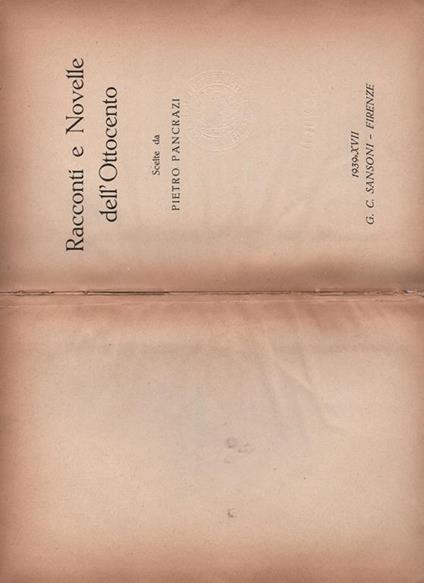 Racconti e Novelle
dell'Ottocento
Scelte da
PIETRO PANCRAZI
1939-XVII
G. C. SANSONI - FIRENZE